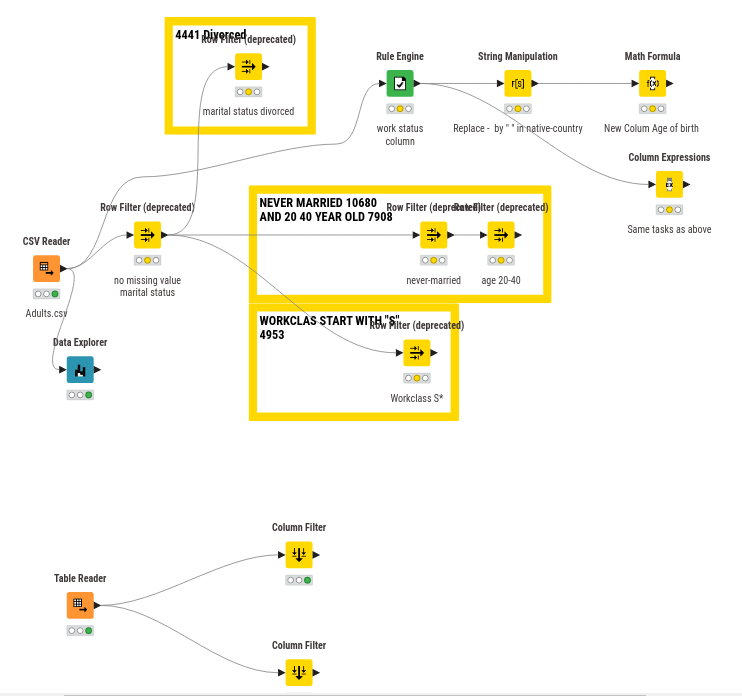 4441 Divorced
Row Filter (deprecated)
marital status divorced
Rule Engine
work status
column
String Manipulation
r[s]
Replace - by " " in native-country
Math Formula
f(x)
New Colum Age of birth
Column Expressions
EX
Same tasks as above
NEVER MARRIED 10680
AND 20 40 YEAR OLD 7908
Row Filter (deprecated)
no missing value
marital status
Row Filter (deprecated)
never-married
Row Filter (deprecated)
age 20-40
CSV Reader
Adults.csv
Data Explorer
WORKCLAS START WITH "S"
4953
Row Filter (deprecated)
Workclass S*
Column Filter
Table Reader
Column Filter